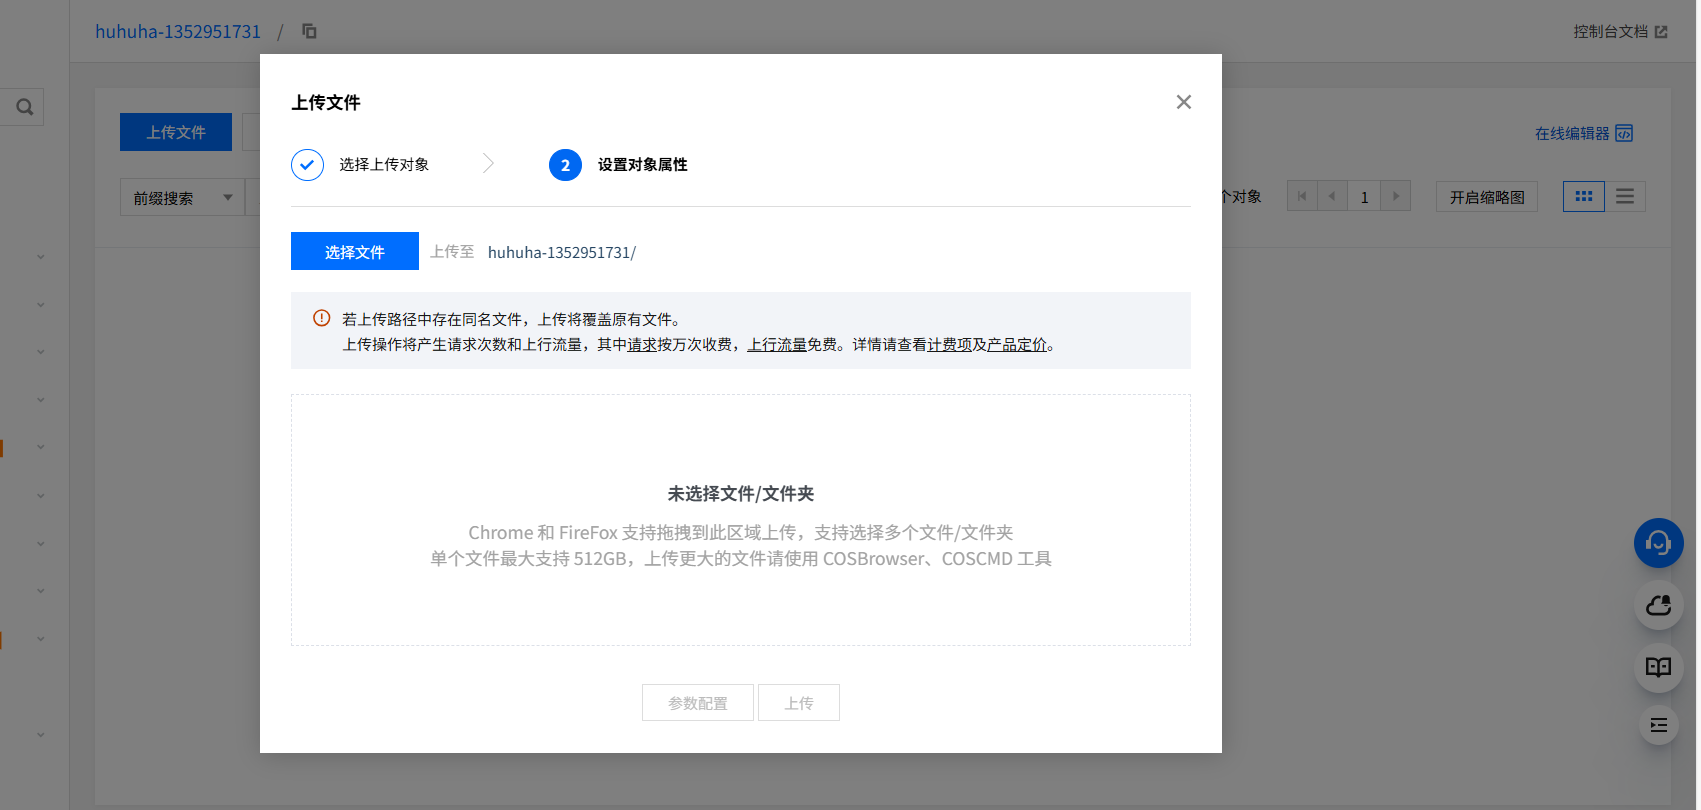 huhuha-1352951731 /
控制台文档
上传文件
上传文件
在线编辑器
选择上传对象
2 设置对象属性
前缀搜索
个对象
1
开启缩略图
选择文件 上传至 huhuha-1352951731/
若上传路径中存在同名文件，上传将覆盖原有文件。
上传操作将产生请求次数和上行流量，其中请求按万次收费，上行流量免费。详情请查看计费项及产品定价。
未选择文件/文件夹
Chrome 和 FireFox 支持拖拽到此区域上传，支持选择多个文件/文件夹
单个文件最大支持 512GB，上传更大的文件请使用 COSBrowser、COSCMD 工具
参数配置 上传